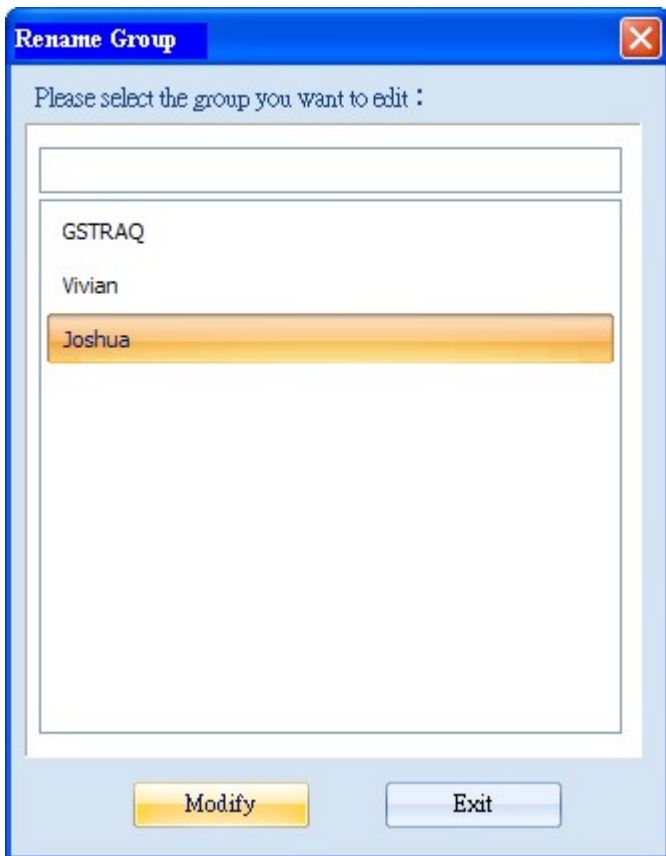 Rename Group
Please select the group you want to edit：
GSTRAQ
Vivian
Joshua
Modify
Exit